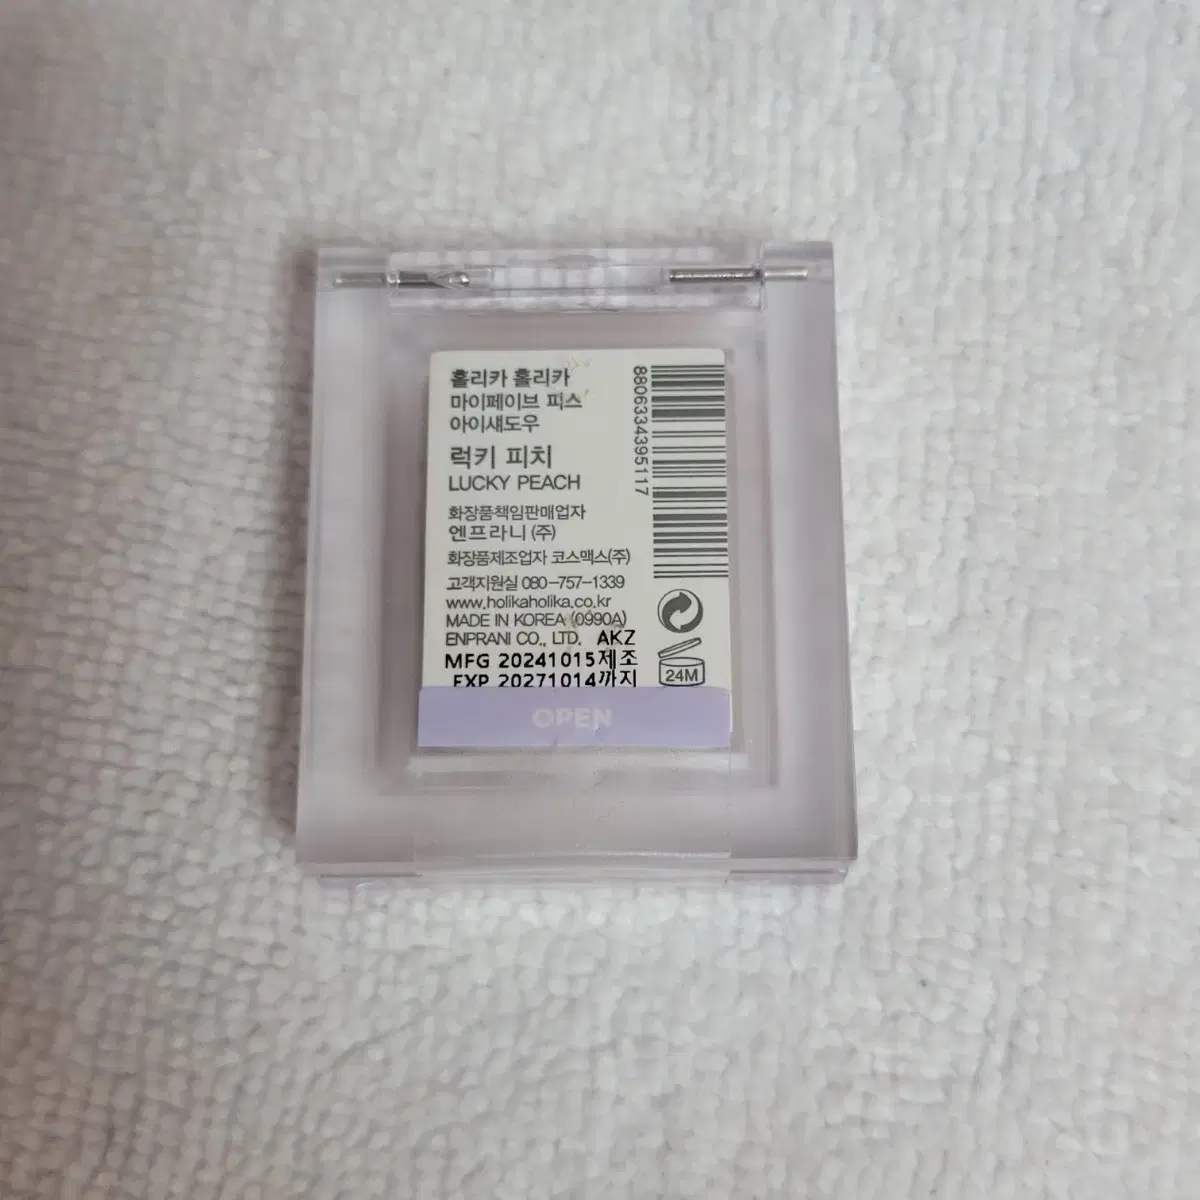 홀리카 홀리카
마이페이브 피스
아이섀도우
럭키 피치
LUCKY PEACH
화장품책임판매업자
엔프라니 (주)
화장품제조업자 코스맥스(주)
고객지원실 080-757-1339
www.holikaholika.co.kr
MADE IN KOREA (0990A)
ENPRANI CO., LTD. AKZ
MFG 20241015제조
EXP 20271014까지
OPEN
8806334395117
24M